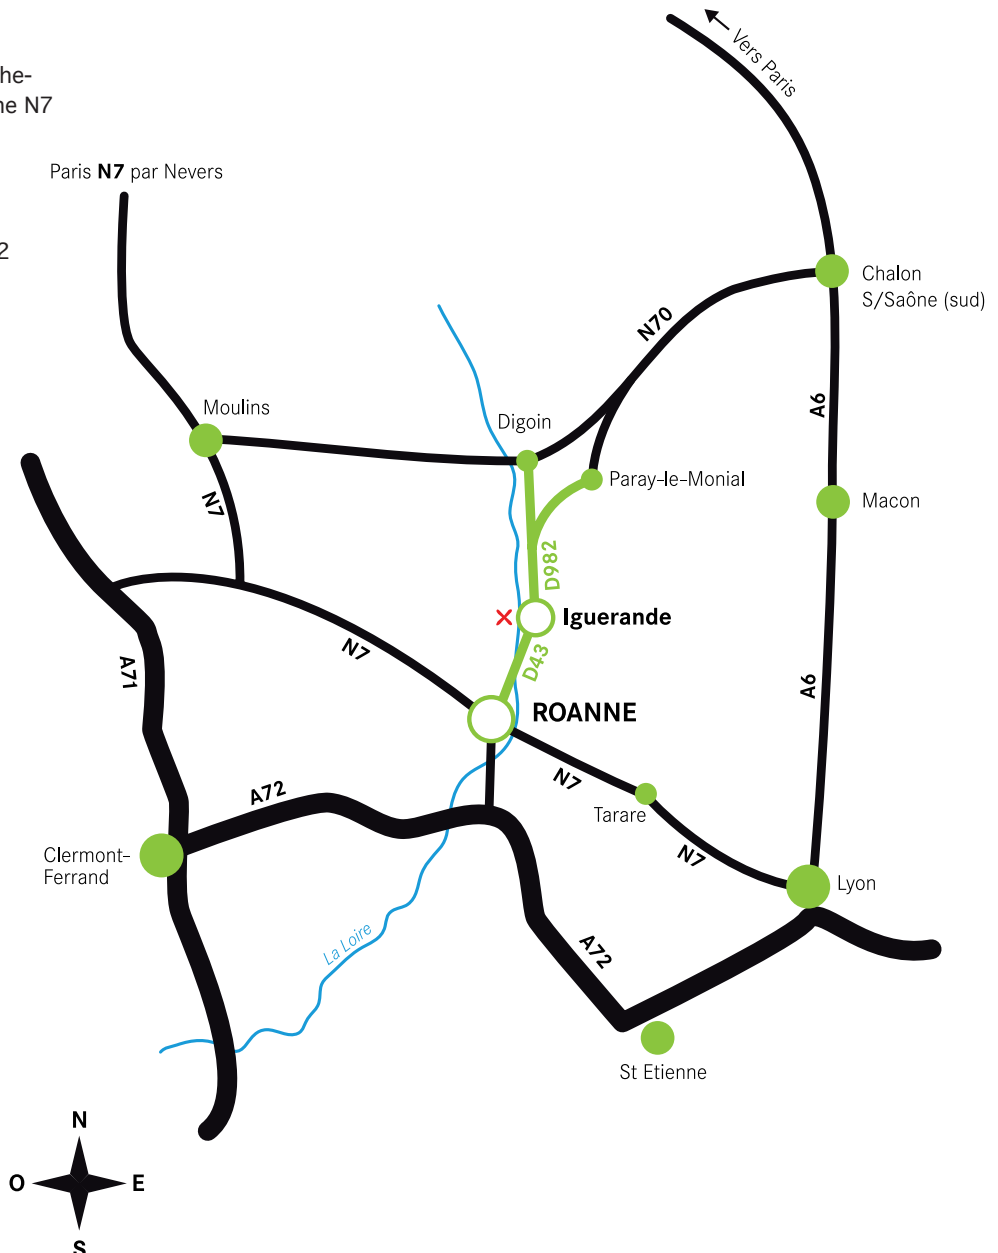 Vers Paris
he-
ne N7
Paris N7 par Nevers
2
Chalon
S/Saône (sud)
N70
A6
Moulins
Digoin
Paray-le-Monial
Macon
N7
D982
Iguerande
N7
D43
A71
A6
ROANNE
N7
A72
Tarare
N7
Clermont-
Ferrand
Lyon
La Loire
A72
St Etienne
N
O
E
S